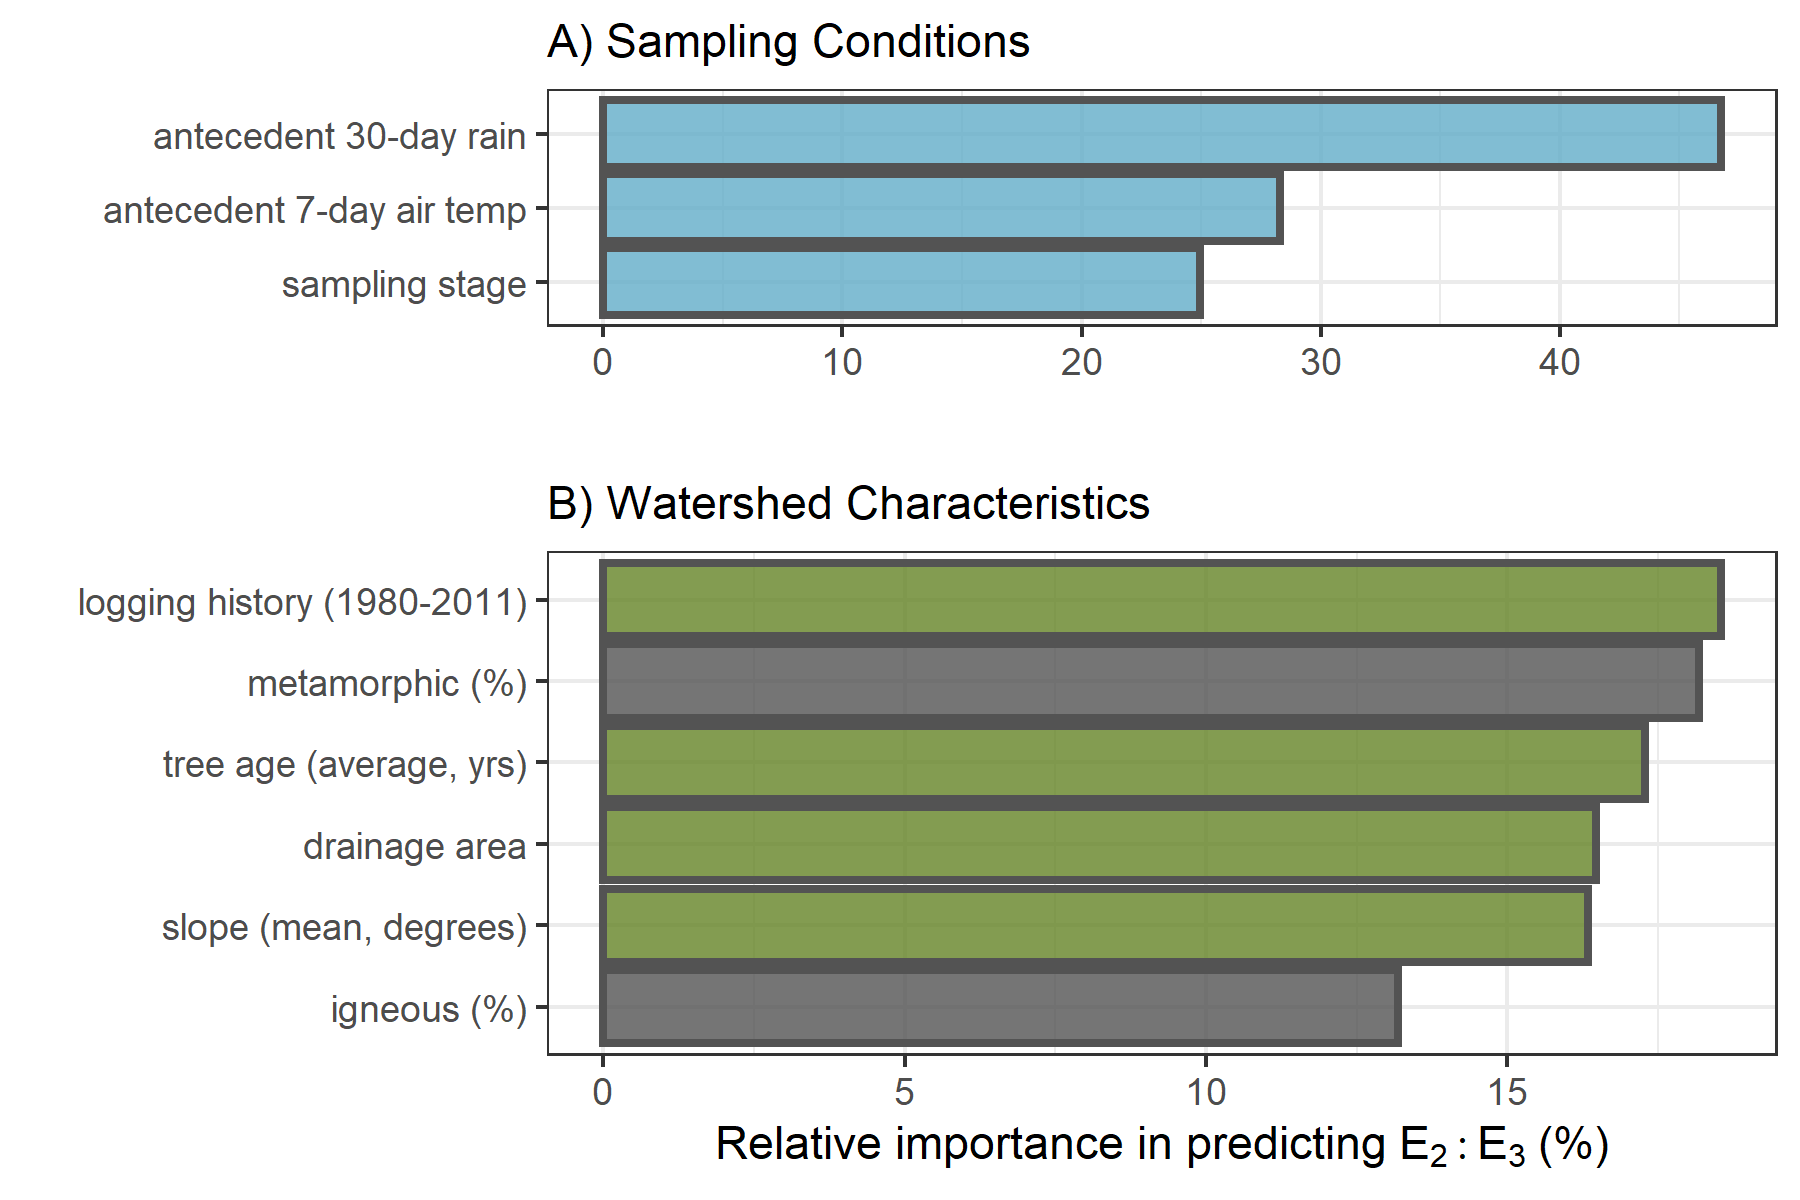 A) Sampling Conditions
antecedent 30-day rain
antecedent 7-day air temp
sampling stage
0 10 20 30 40
B) Watershed Characteristics
logging history (1980-2011)
metamorphic (%)
tree age (average, yrs)
drainage area
slope (mean, degrees)
igneous (%)
0 5 10 15
Relative importance in predicting E₂ : E₃ (%)